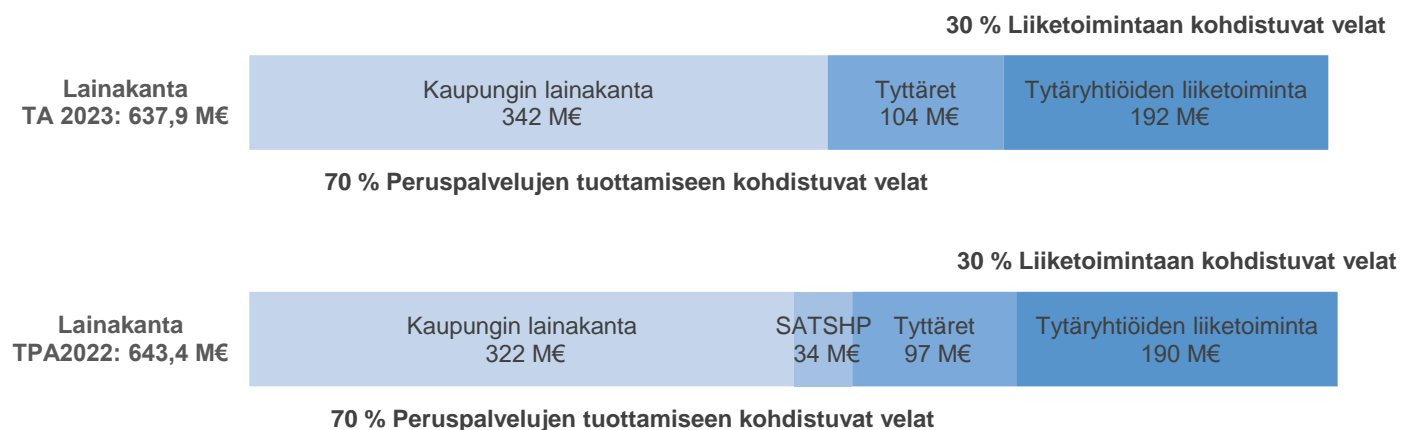 30 % Liiketoimintaan kohdistuvat velat
Lainakanta
TA 2023: 637,9 M€
Kaupungin lainakanta
342 M€
Tyttäret
104 M€
Tytäryhtiöiden liiketoiminta
192 M€
70 % Peruspalvelujen tuottamiseen kohdistuvat velat
30 % Liiketoimintaan kohdistuvat velat
Lainakanta
TPA2022: 643,4 M€
Kaupungin lainakanta
322 M€
SATSHP
34 M€
Tyttäret
97 M€
Tytäryhtiöiden liiketoiminta
190 M€
70 % Peruspalvelujen tuottamiseen kohdistuvat velat